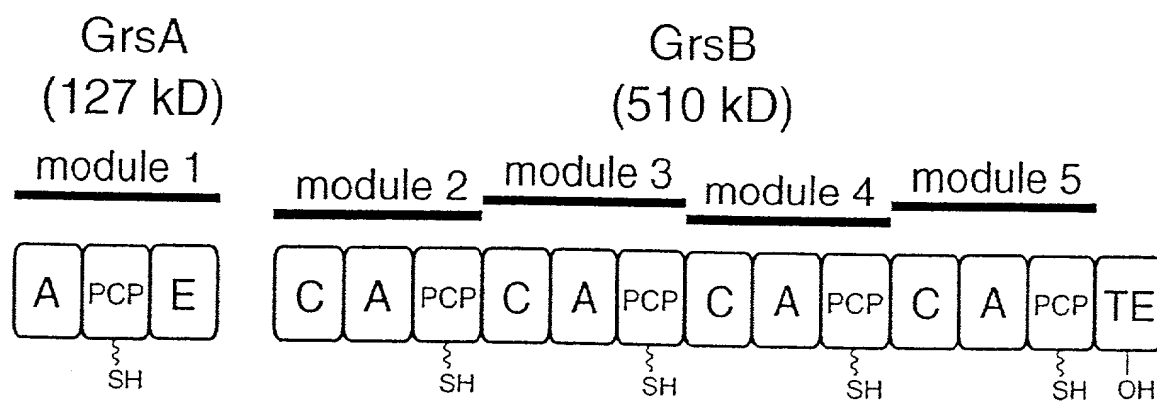 GrsA
(127 kD)
GrsB
(510 kD)
module 1
module 2
module 3
module 4
module 5
A PCP E
C A PCP C A PCP C A PCP C A PCP TE
SH
SH SH SH SH OH